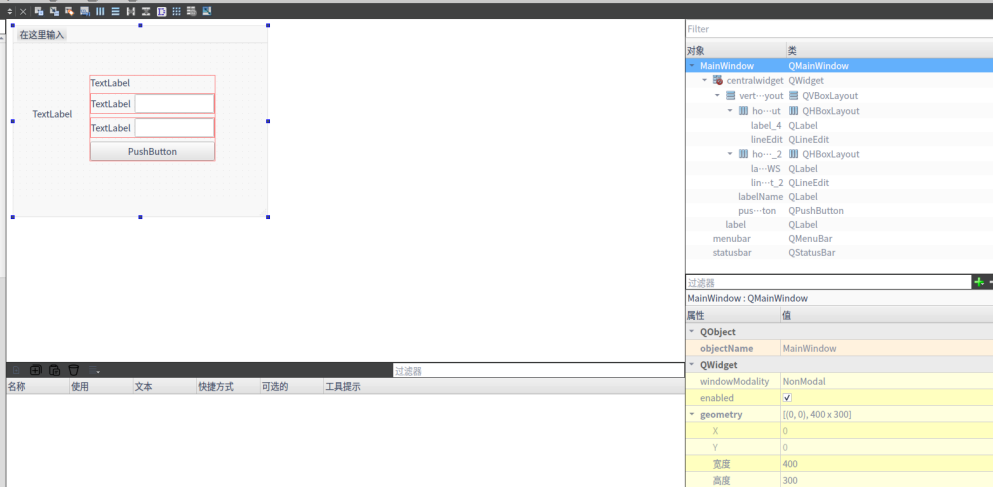 在这里输入
TextLabel
TextLabel
TextLabel
TextLabel
PushButton
Filter
对象 类
MainWindow QMainWindow
centralwidget QWidget
vert···yout QVBoxLayout
ho···ut QHBoxLayout
label_4 QLabel
lineEdit QLineEdit
ho···_2 QHBoxLayout
la···WS QLabel
lin···t_2 QLineEdit
labelName QLabel
pus···ton QPushButton
label QLabel
menubar QMenuBar
statusbar QStatusBar
过滤器
MainWindow : QMainWindow
属性 值
QObject
objectName MainWindow
QWidget
windowModality NonModal
enabled
geometry [(0, 0), 400 x 300]
X 0
Y 0
宽度 400
高度 300
过滤器
名称 使用 文本 快捷方式 可选的 工具提示